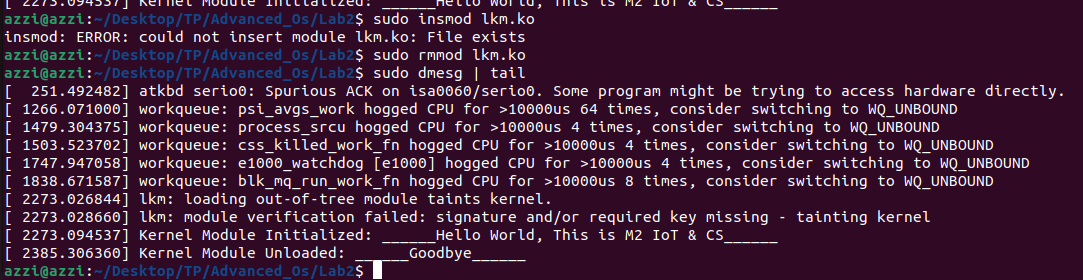 [ 2273.094537] Kernel Module Initialized: ______Hello World, This is M2 IoT & CS______
azzi@azzi:~/Desktop/TP/Advanced_Os/Lab2$ sudo insmod lkm.ko
insmod: ERROR: could not insert module lkm.ko: File exists
azzi@azzi:~/Desktop/TP/Advanced_Os/Lab2$ sudo rmmod lkm.ko
azzi@azzi:~/Desktop/TP/Advanced_Os/Lab2$ sudo dmesg | tail
[  251.492482] atkbd serio0: Spurious ACK on isa0060/serio0. Some program might be trying to access hardware directly.
[ 1266.071000] workqueue: psi_avgs_work hogged CPU for >10000us 64 times, consider switching to WQ_UNBOUND
[ 1479.304375] workqueue: process_srcu hogged CPU for >10000us 4 times, consider switching to WQ_UNBOUND
[ 1503.523702] workqueue: css_killed_work_fn hogged CPU for >10000us 4 times, consider switching to WQ_UNBOUND
[ 1747.947058] workqueue: e1000_watchdog [e1000] hogged CPU for >10000us 4 times, consider switching to WQ_UNBOUND
[ 1838.671587] workqueue: blk_mq_run_work_fn hogged CPU for >10000us 8 times, consider switching to WQ_UNBOUND
[ 2273.026844] lkm: loading out-of-tree module taints kernel.
[ 2273.028660] lkm: module verification failed: signature and/or required key missing - tainting kernel
[ 2273.094537] Kernel Module Initialized: ______Hello World, This is M2 IoT & CS______
[ 2385.306360] Kernel Module Unloaded: ______Goodbye______
azzi@azzi:~/Desktop/TP/Advanced_Os/Lab2$